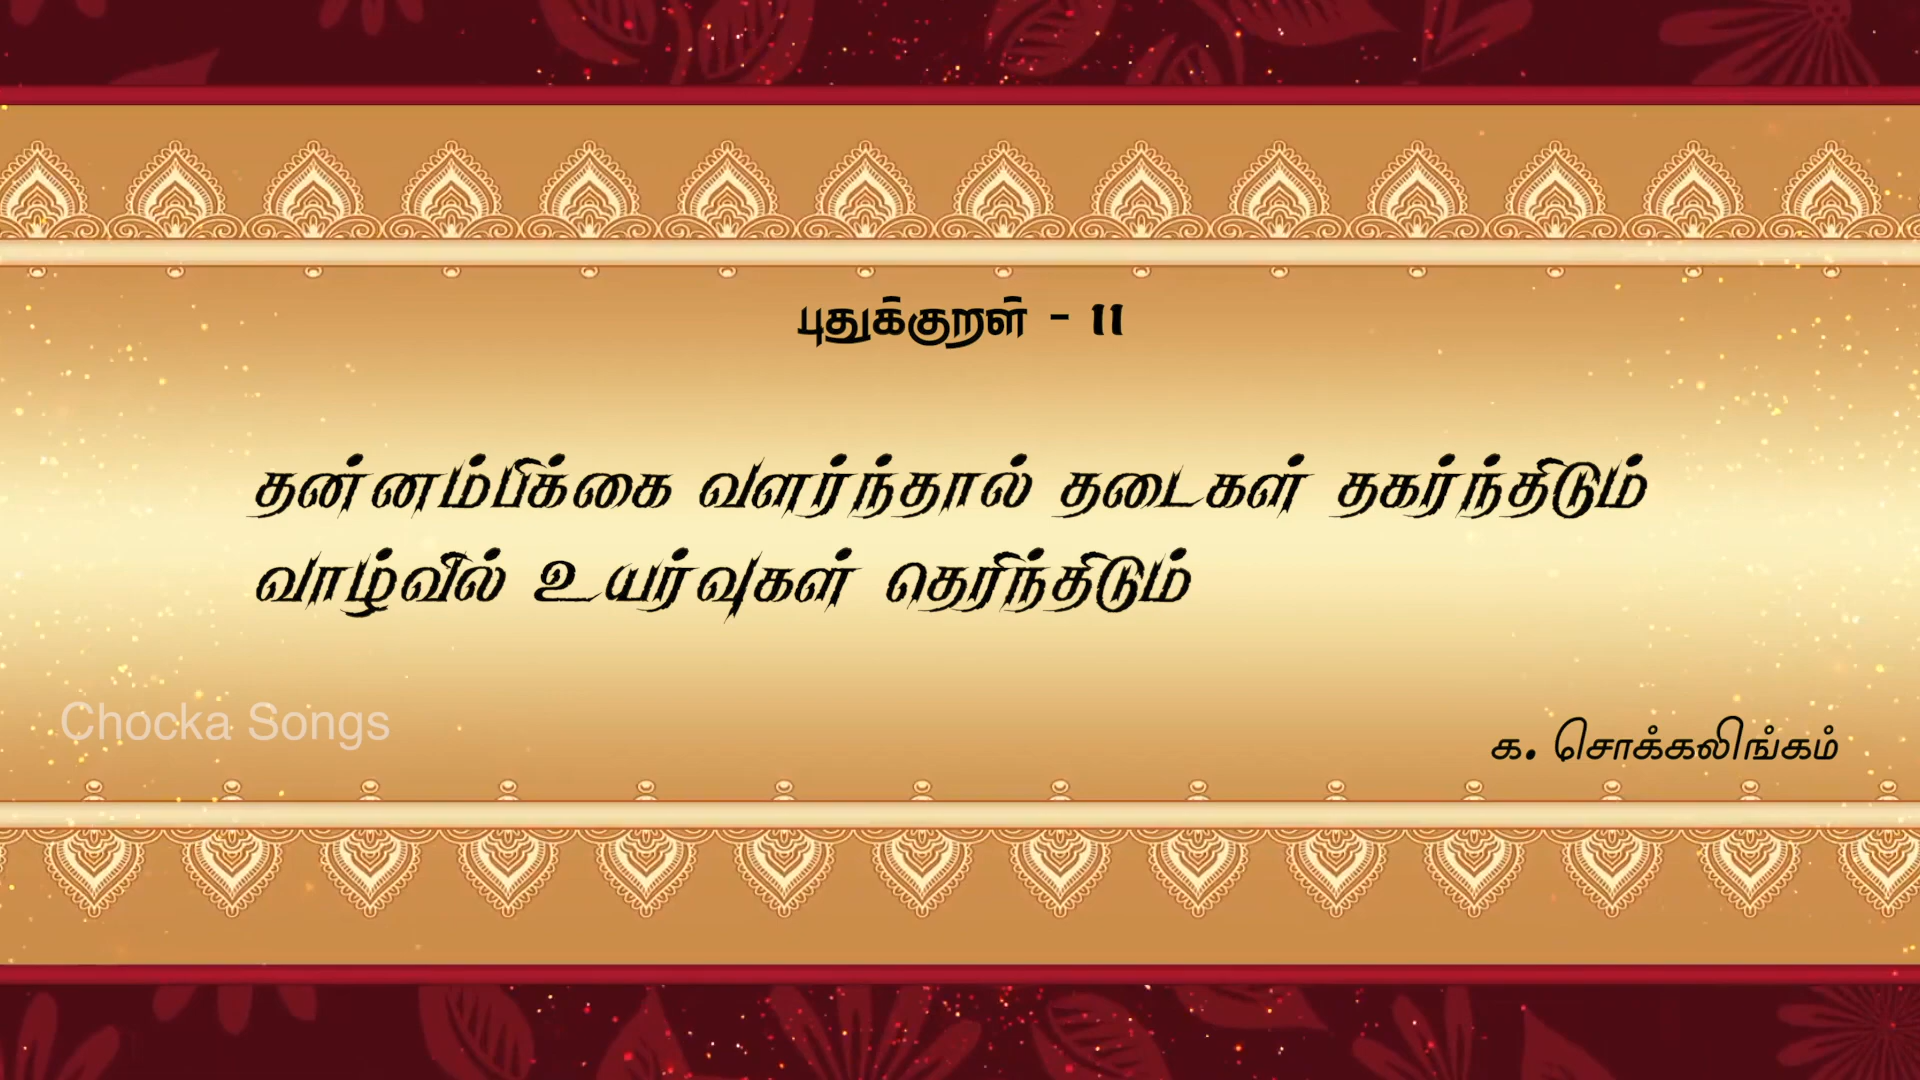 புதுக்குறள் - 11
தன்னம்பிக்கை வளர்ந்தால் தடைகள் தகர்ந்திடும்
வாழ்வில் உயர்வுகள் தெரிந்திடும்
Chocka Songs
க. சொக்கலிங்கம்